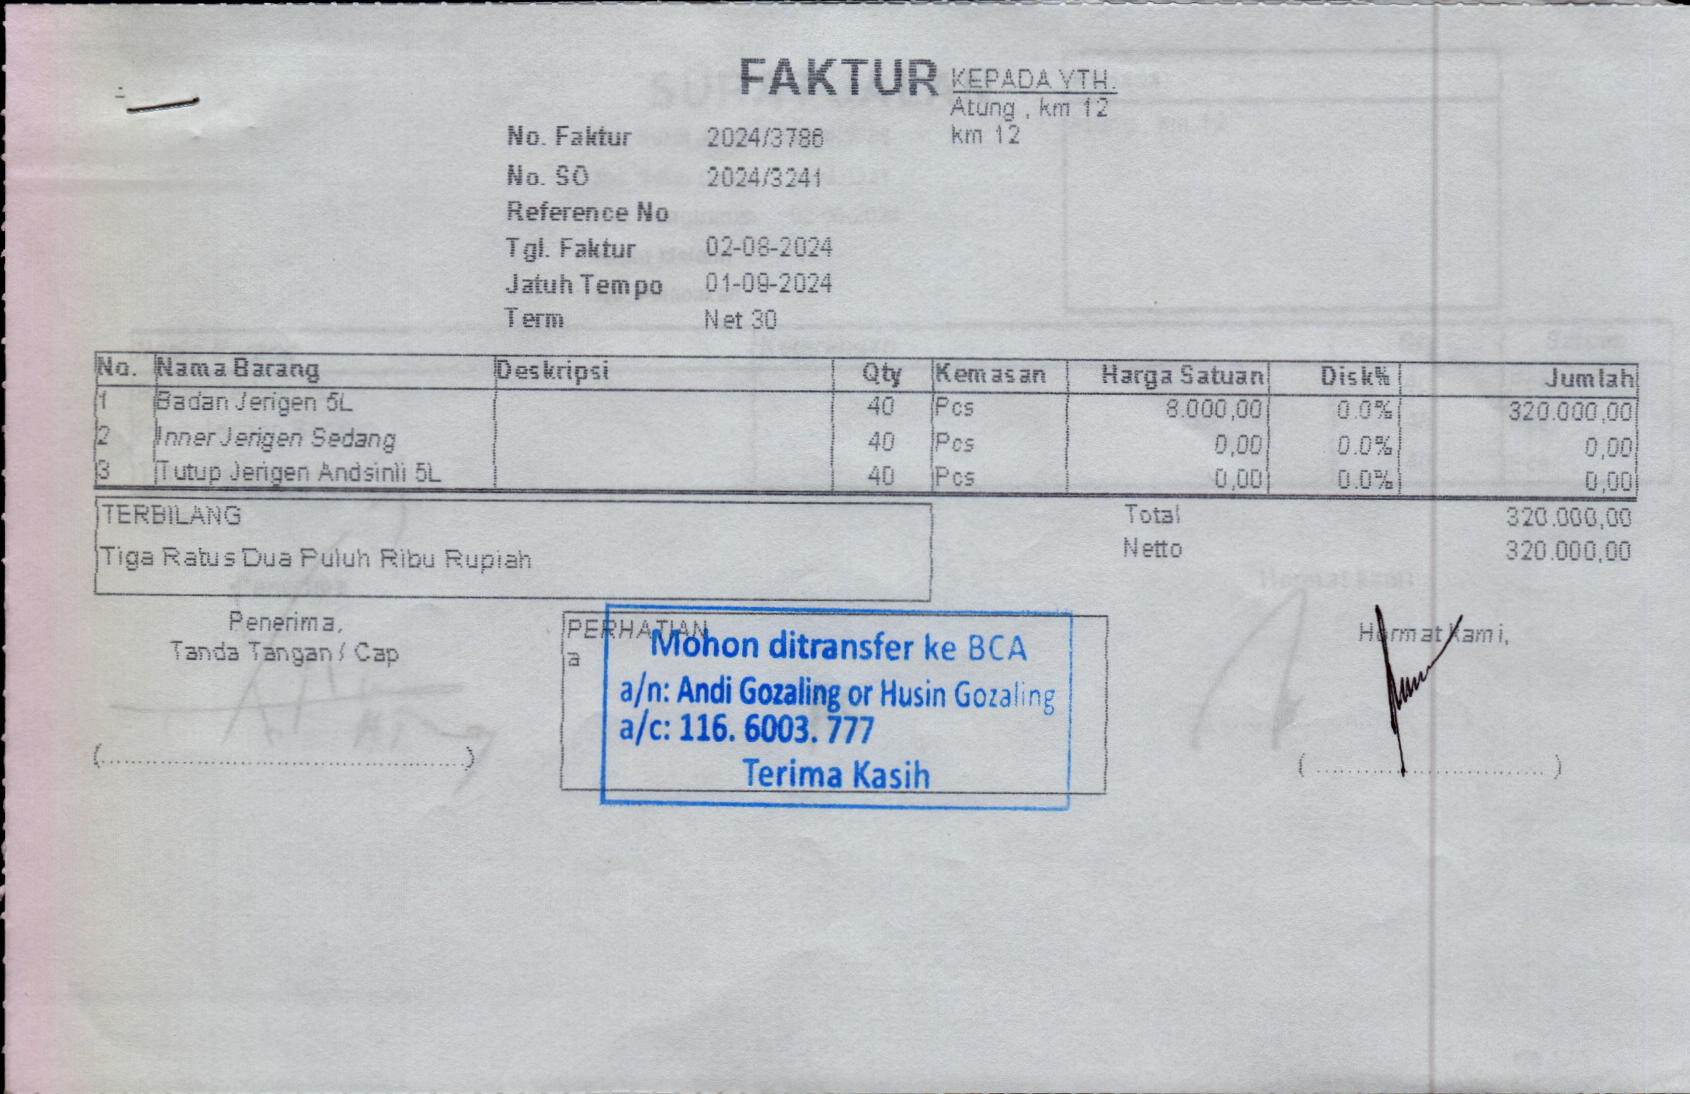 FAKTUR
KEPADA YTH.
Atung , km 12
km 12
No. Faktur 2024/3786
No. SO 2024/3241
Reference No
Tgl. Faktur 02-08-2024
Jatuh Tempo 01-09-2024
Term Net 30
No. Nama Barang Deskripsi Qty Kemasan Harga Satuan Disk% Jumlah
1 Badan Jerigen 5L 40 Pcs 8.000,00 0.0% 320.000,00
2 Inner Jerigen Sedang 40 Pcs 0,00 0.0% 0,00
3 Tutup Jerigen Andsinli 5L 40 Pcs 0,00 0.0% 0,00
TERBILANG
Tiga Ratus Dua Puluh Ribu Rupiah
Total 320.000,00
Netto 320.000,00
Penerima,
Tanda Tangan / Cap
(..............................................)
PERHATIAN
a
Mohon ditransfer ke BCA
a/n: Andi Gozaling or Husin Gozaling
a/c: 116. 6003. 777
Terima Kasih
Hormat Kami,
( ............................ )